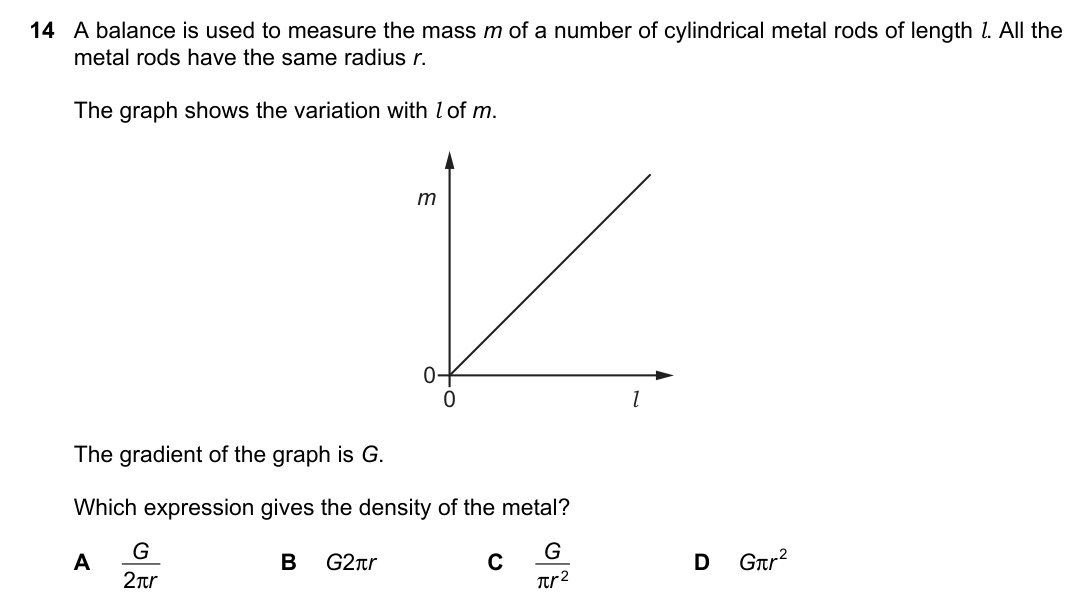 14 A balance is used to measure the mass m of a number of cylindrical metal rods of length l. All the
metal rods have the same radius r.
The graph shows the variation with l of m.
m
0
0
l
The gradient of the graph is G.
Which expression gives the density of the metal?
A G/2πr B G2πr C G/πr² D Gπr²